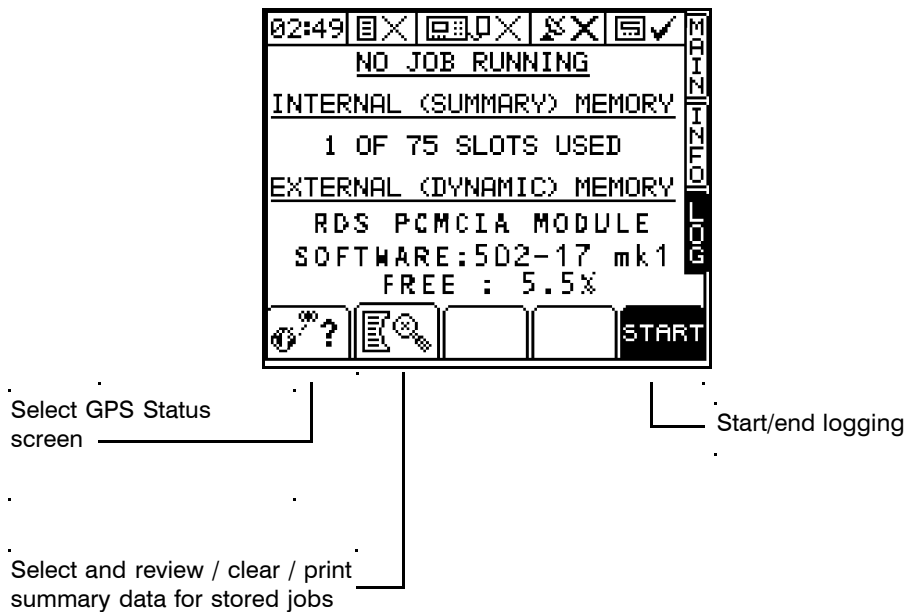 02:49
NO JOB RUNNING
INTERNAL (SUMMARY) MEMORY
1 OF 75 SLOTS USED
EXTERNAL (DYNAMIC) MEMORY
RDS PCMCIA MODULE
SOFTWARE:5D2-17 mk1
FREE : 5.5%
MAIN
INFO
LOG
?
START
Select GPS Status
screen
Start/end logging
Select and review / clear / print
summary data for stored jobs